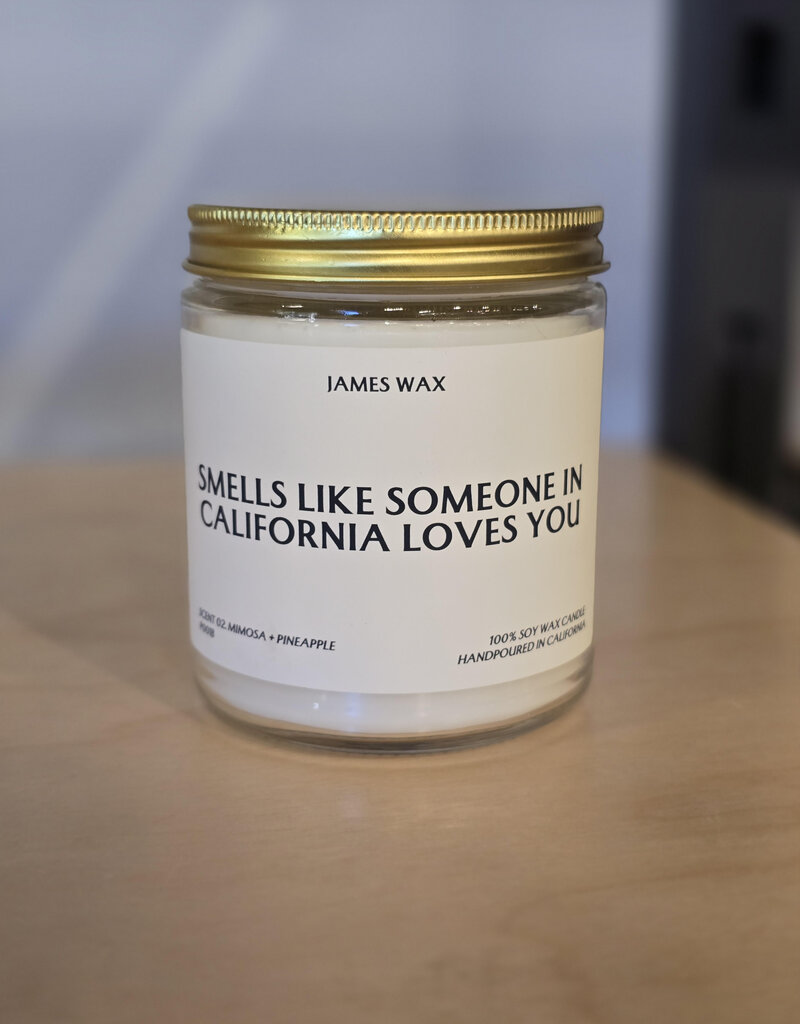 JAMES WAX
SMELLS LIKE SOMEONE IN
CALIFORNIA LOVES YOU
SCENT 02. MIMOSA + PINEAPPLE
100% SOY WAX CANDLE
HANDPOURED IN CALIFORNIA